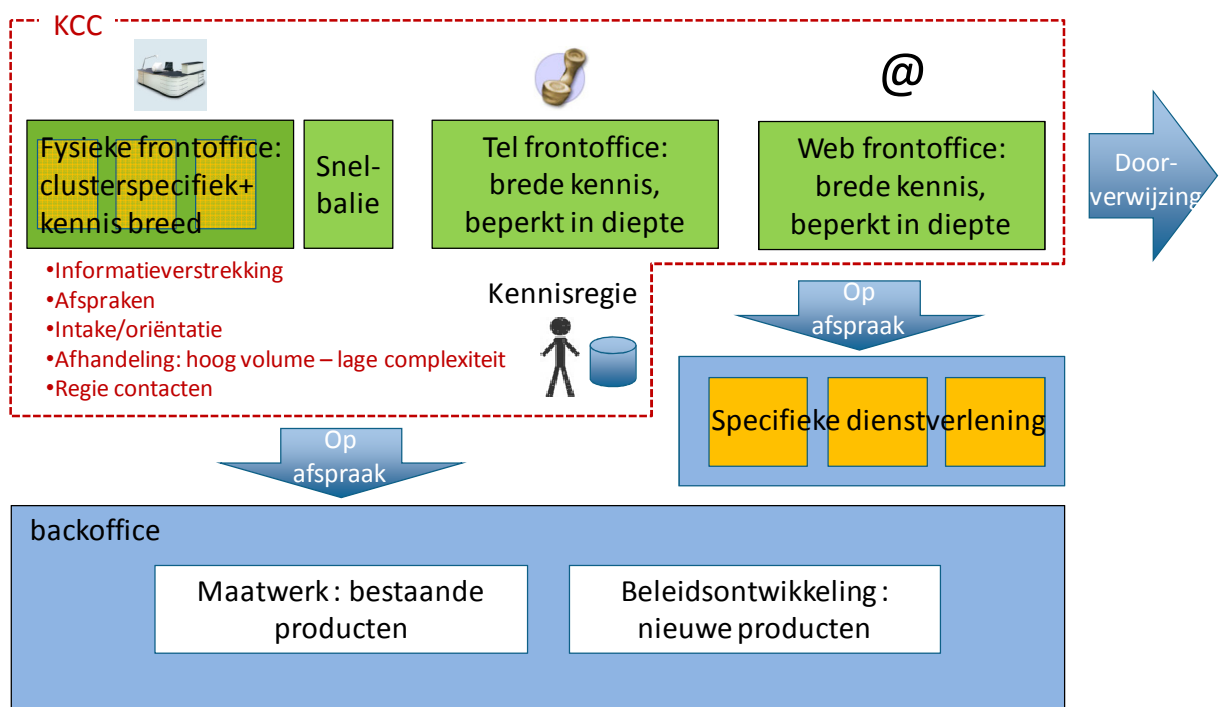 KCC
@
Fysieke frontoffice:
clusterspecifiek+
kennis breed
Snel-
balie
Tel frontoffice:
brede kennis,
beperkt in diepte
Web frontoffice:
brede kennis,
beperkt in diepte
Door-
verwijzing
•Informatieverstrekking
•Afspraken
•Intake/oriëntatie
•Afhandeling: hoog volume – lage complexiteit
•Regie contacten
Kennisregie
Op
afspraak
Specifieke dienstverlening
Op
afspraak
backoffice
Maatwerk : bestaande
producten
Beleidsontwikkeling :
nieuwe producten